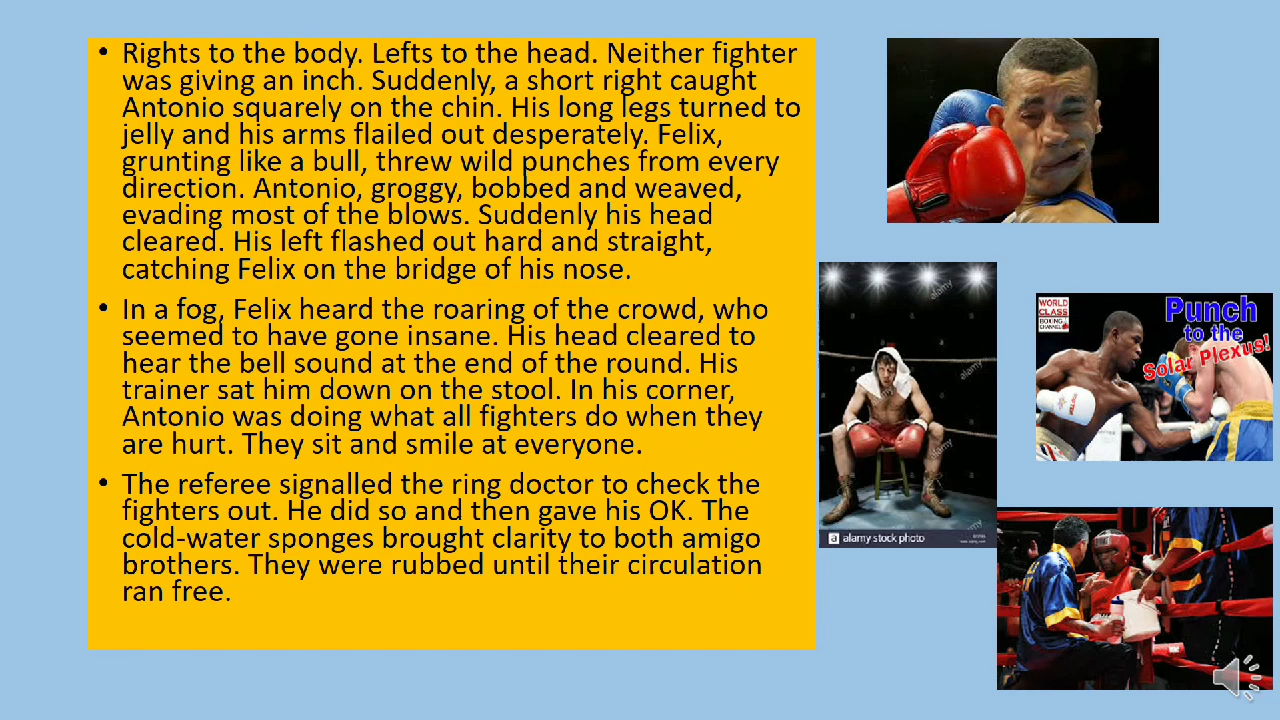 • Rights to the body. Lefts to the head. Neither fighter
was giving an inch. Suddenly, a short right caught
Antonio squarely on the chin. His long legs turned to
jelly and his arms flailed out desperately. Felix,
grunting like a bull, threw wild punches from every
direction. Antonio, groggy, bobbed and weaved,
evading most of the blows. Suddenly his head
cleared. His left flashed out hard and straight,
catching Felix on the bridge of his nose.
• In a fog, Felix heard the roaring of the crowd, who
seemed to have gone insane. His head cleared to
hear the bell sound at the end of the round. His
trainer sat him down on the stool. In his corner,
Antonio was doing what all fighters do when they
are hurt. They sit and smile at everyone.
• The referee signalled the ring doctor to check the
fighters out. He did so and then gave his OK. The
cold-water sponges brought clarity to both amigo
brothers. They were rubbed until their circulation
ran free.
alamy
alamy
alamy
alamy
a alamy stock photo
WORLD
CLASS
BOXING
CHANNEL
Punch
to the
Solar Plexus!